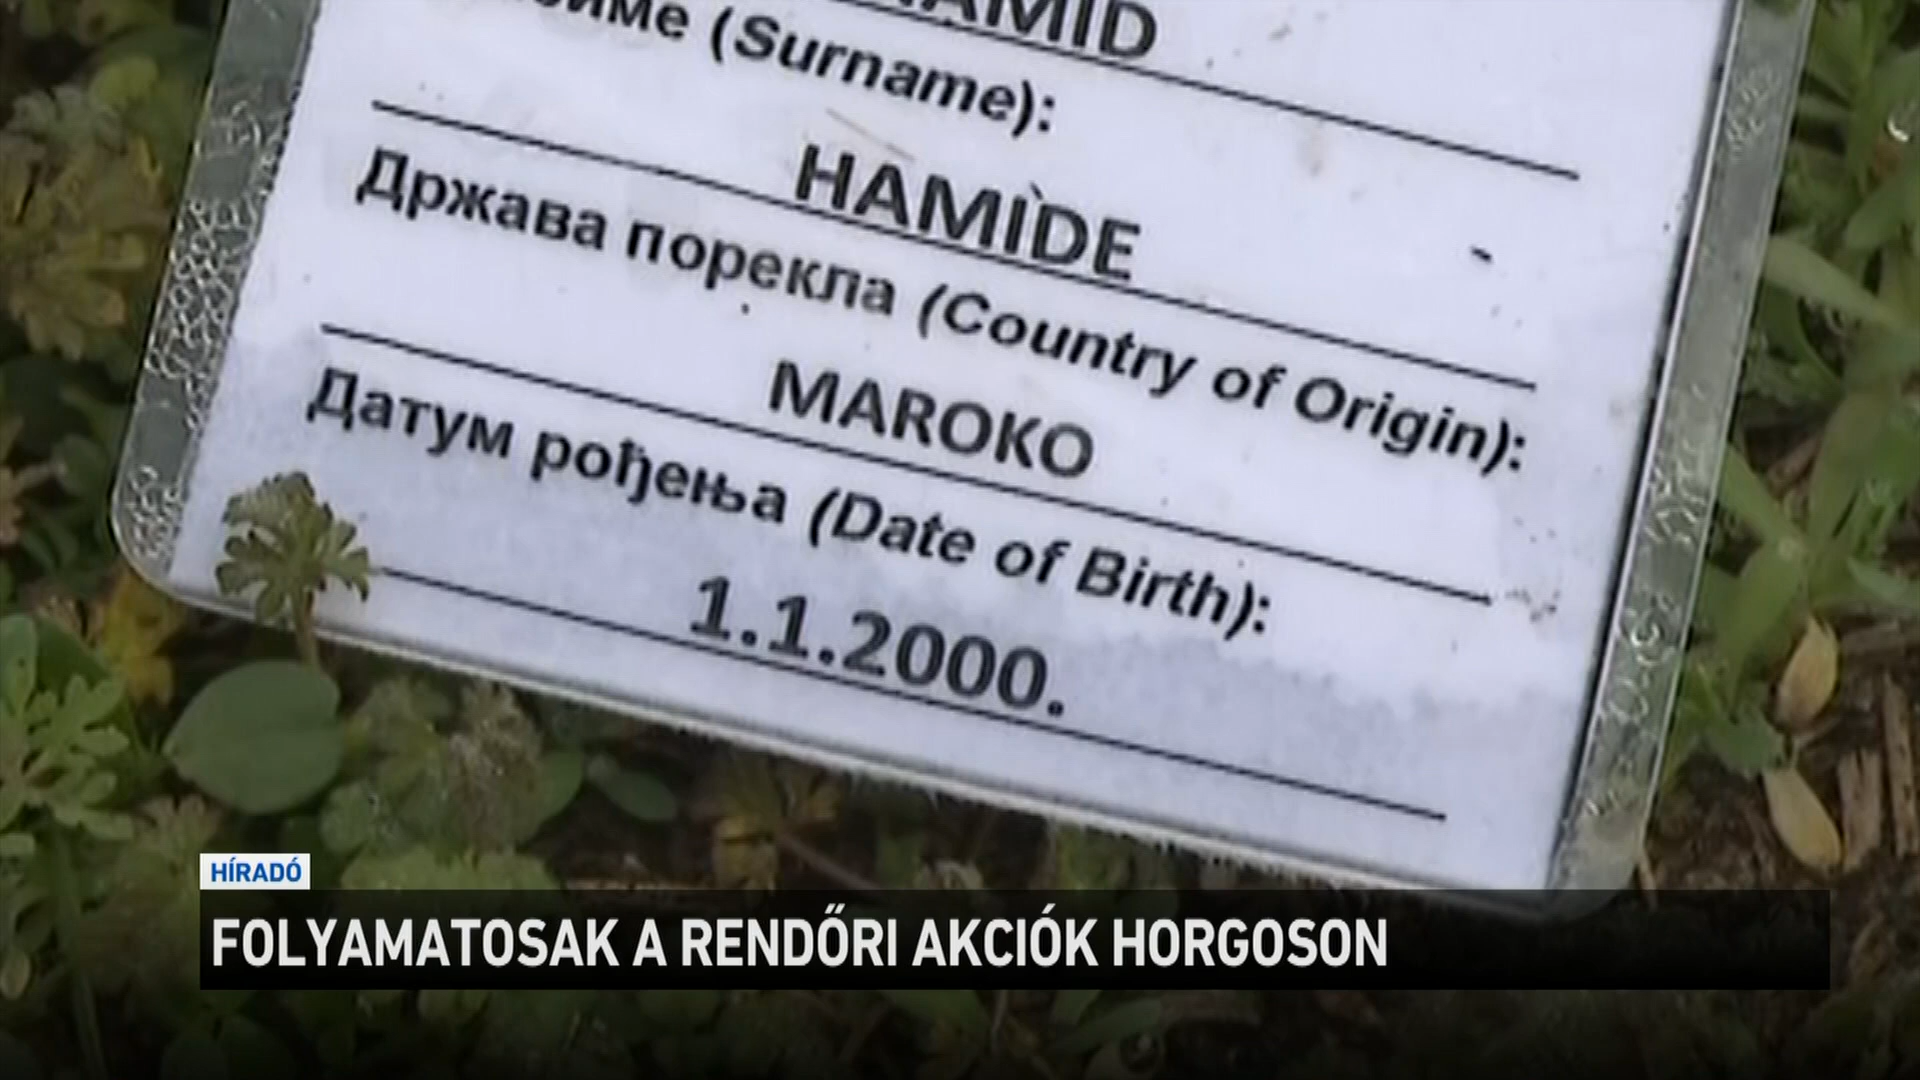 HAMID
(Surname):
HAMIDE
Држава порекла (Country of Origin):
MAROKO
Датум рођења (Date of Birth):
1.1.2000.
HÍRADÓ
FOLYAMATOSAK A RENDŐRI AKCIÓK HORGOSON